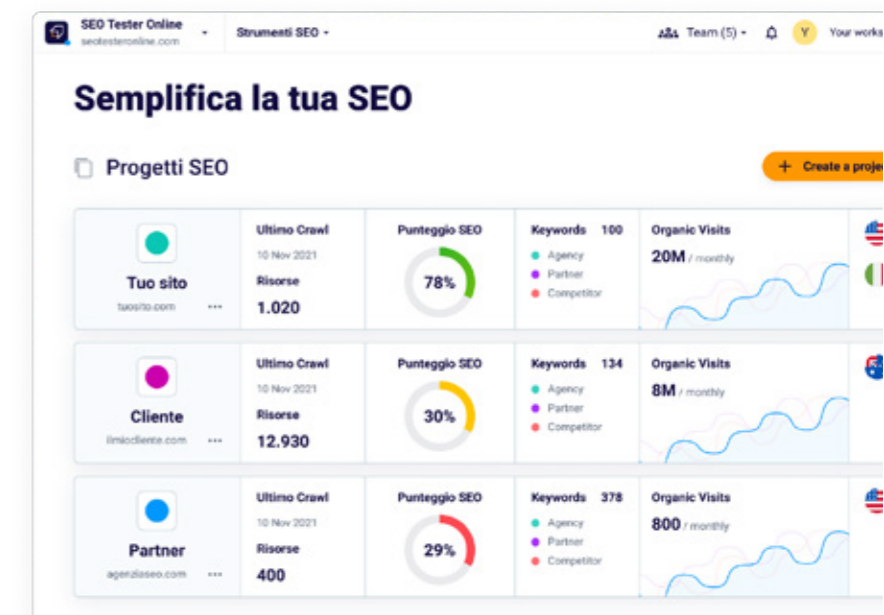 SEO Tester Online
seotesteronline.com
Strumenti SEO
Team (5)
Y
Your works
Semplifica la tua SEO
Progetti SEO
+ Create a proje
Tuo sito
tuosito.com
Ultimo Crawl
10 Nov 2021
Risorse
1.020
Punteggio SEO
78%
Keywords 100
Agency
Partner
Competitor
Organic Visits
20M / monthly
Cliente
ilmiocliente.com
Ultimo Crawl
10 Nov 2021
Risorse
12.930
Punteggio SEO
30%
Keywords 134
Agency
Partner
Competitor
Organic Visits
8M / monthly
Partner
agenziaseo.com
Ultimo Crawl
10 Nov 2021
Risorse
400
Punteggio SEO
29%
Keywords 378
Agency
Partner
Competitor
Organic Visits
800 / monthly